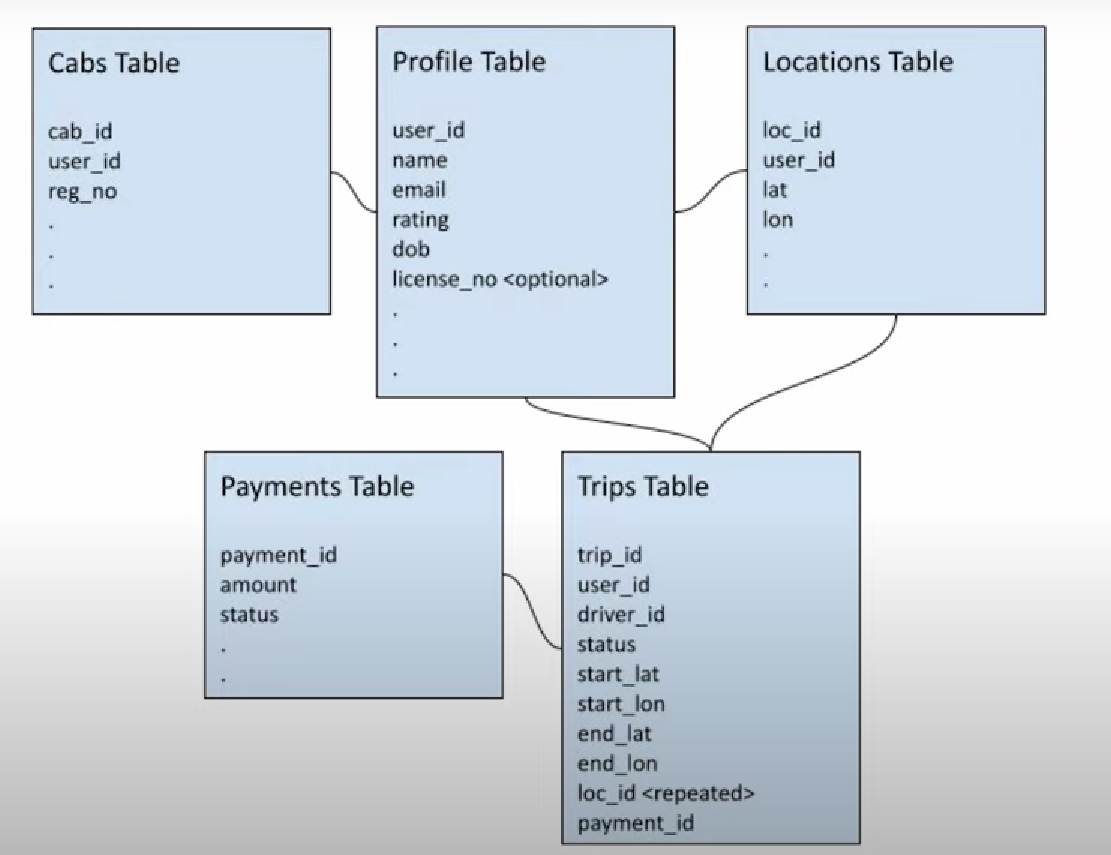 Cabs Table
cab_id
user_id
reg_no
.
.
.
Profile Table
user_id
name
email
rating
dob
license_no <optional>
.
.
.
Locations Table
loc_id
user_id
lat
lon
.
.
Payments Table
payment_id
amount
status
.
.
Trips Table
trip_id
user_id
driver_id
status
start_lat
start_lon
end_lat
end_lon
loc_id <repeated>
payment_id